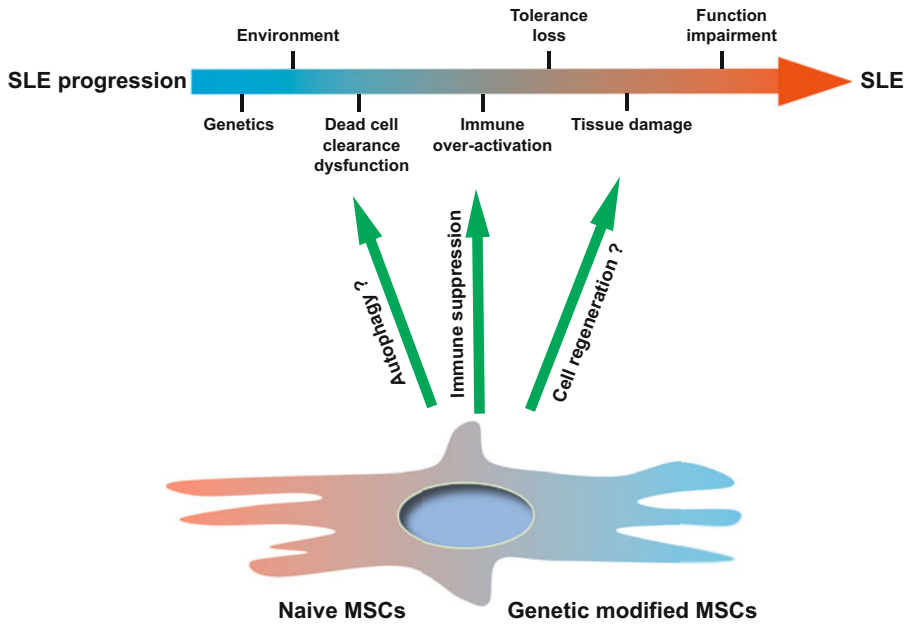 Tolerance
loss
Function
impairment
Environment
SLE progression
SLE
Genetics
Dead cell
clearance
dysfunction
Immune
over-activation
Tissue damage
Autophagy ?
Immune suppression
Cell regeneration ?
Naive MSCs
Genetic modified MSCs